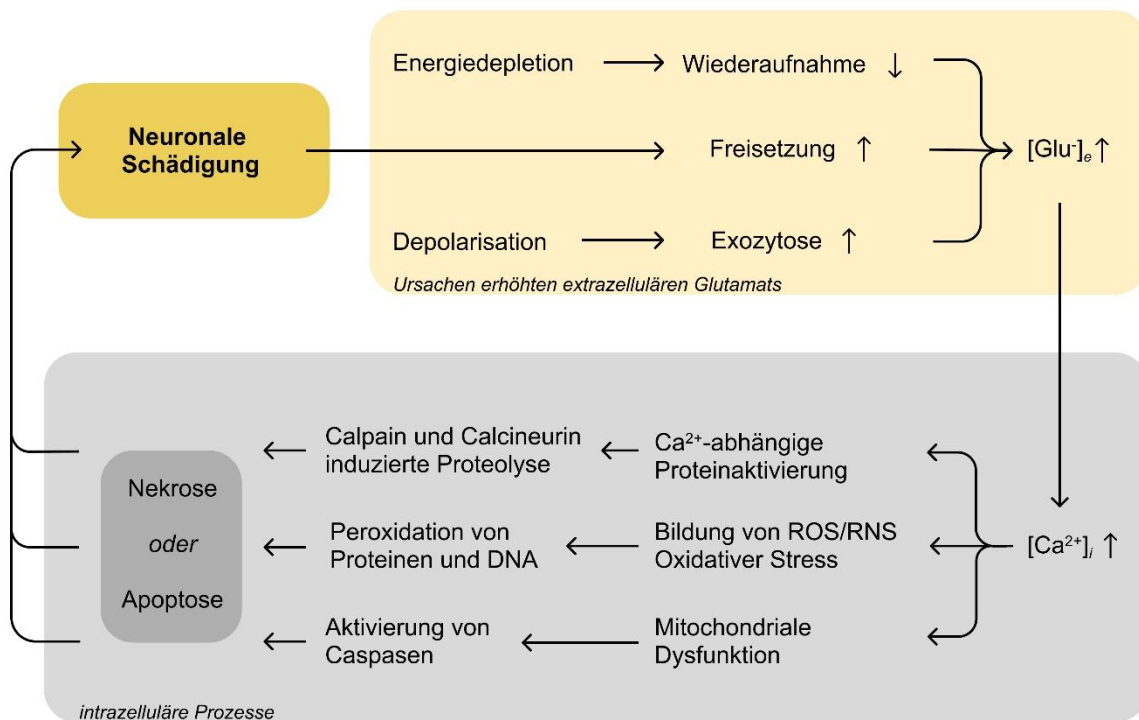 Energiedepletion
Wiederaufnahme ↓
Neuronale
Schädigung
Freisetzung ↑
[Glu⁻]ₑ↑
Depolarisation
Exozytose ↑
Ursachen erhöhten extrazellulären Glutamats
Calpain und Calcineurin
induzierte Proteolyse
Ca²⁺-abhängige
Proteinaktivierung
Nekrose
oder
Apoptose
Peroxidation von
Proteinen und DNA
Bildung von ROS/RNS
Oxidativer Stress
[Ca²⁺]ᵢ ↑
Aktivierung von
Caspasen
Mitochondriale
Dysfunktion
intrazelluläre Prozesse